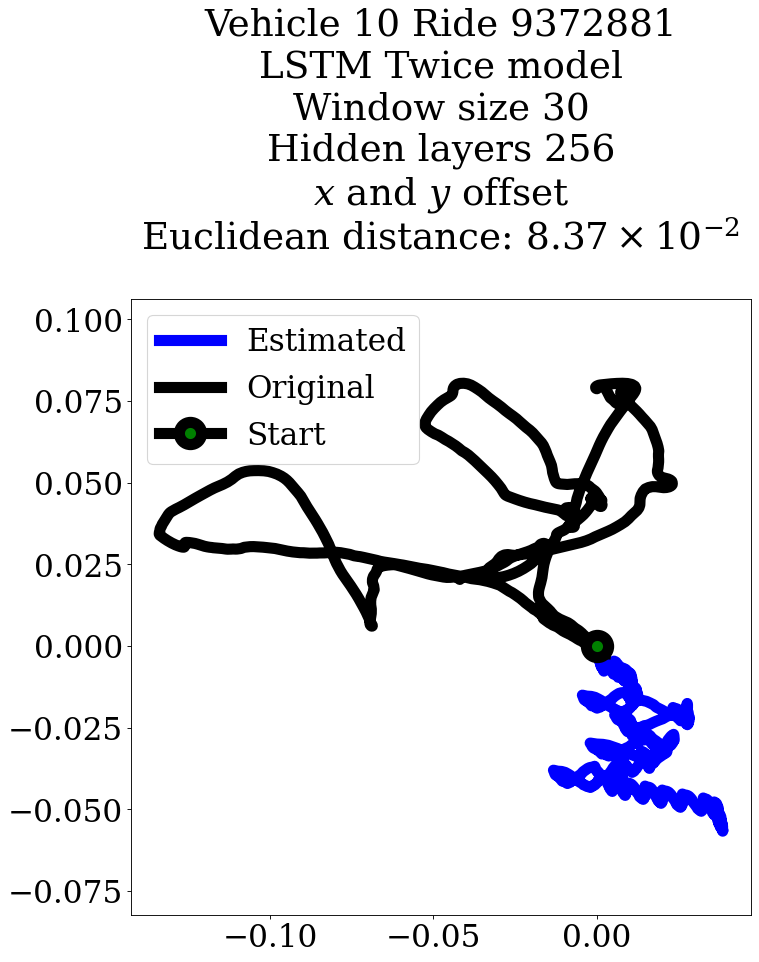 Vehicle 10 Ride 9372881
LSTM Twice model
Window size 30
Hidden layers 256
x and y offset
Euclidean distance: 8.37 × 10⁻²
0.100
0.075
0.050
0.025
0.000
−0.025
−0.050
−0.075
Estimated
Original
Start
−0.10
−0.05
0.00